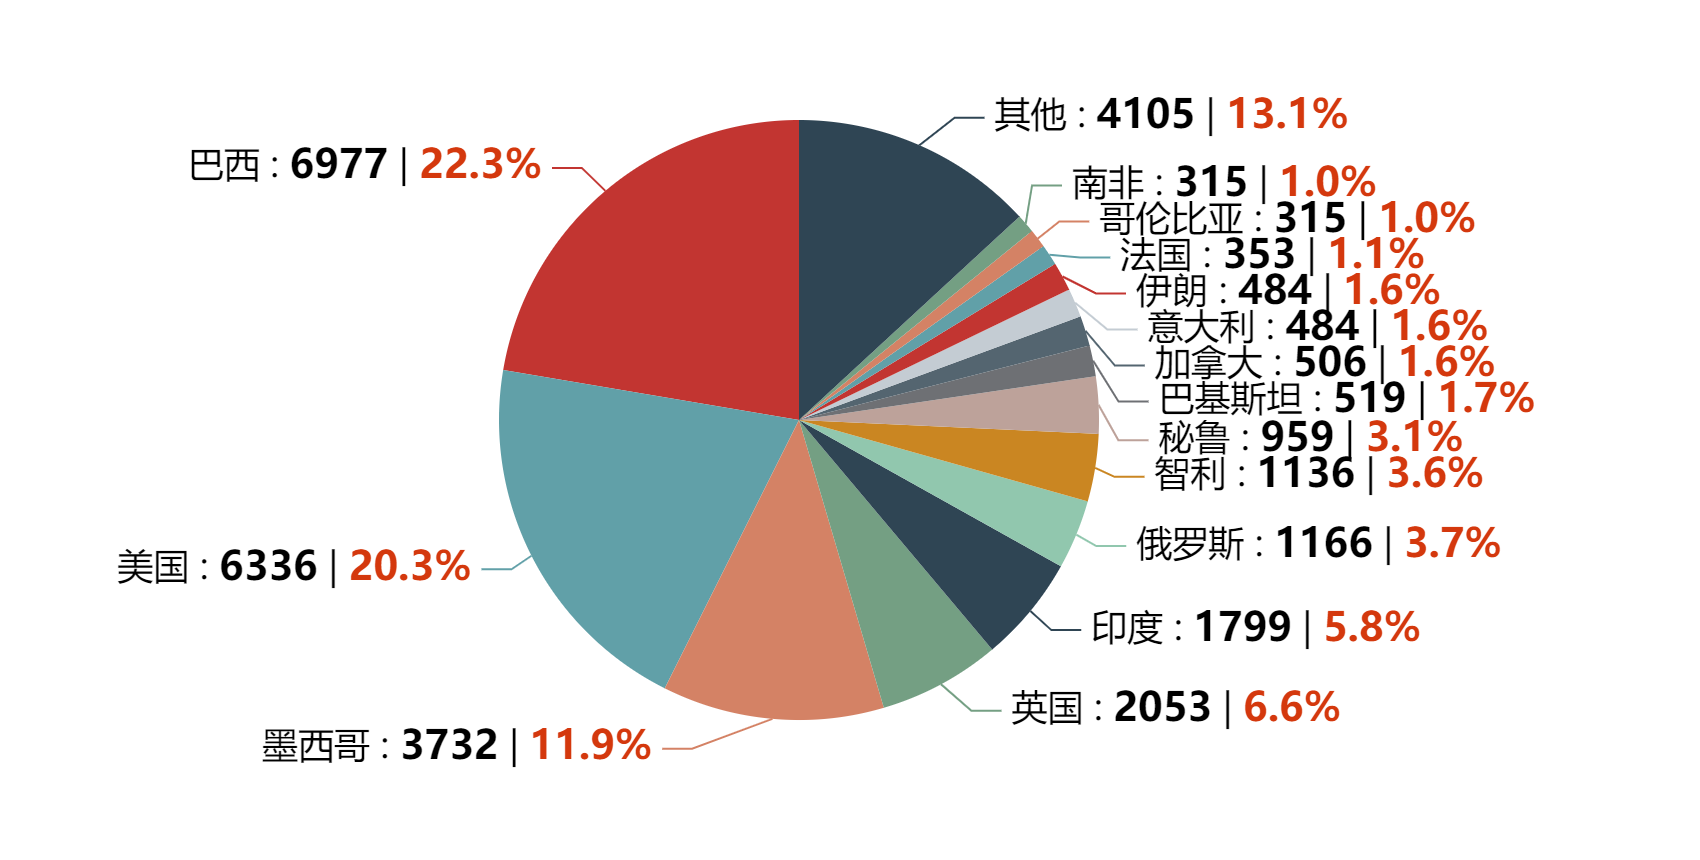 其他 : 4105 | 13.1%
巴西 : 6977 | 22.3%
南非 : 315 | 1.0%
哥伦比亚 : 315 | 1.0%
法国 : 353 | 1.1%
伊朗 : 484 | 1.6%
意大利 : 484 | 1.6%
加拿大 : 506 | 1.6%
巴基斯坦 : 519 | 1.7%
秘鲁 : 959 | 3.1%
智利 : 1136 | 3.6%
俄罗斯 : 1166 | 3.7%
美国 : 6336 | 20.3%
印度 : 1799 | 5.8%
英国 : 2053 | 6.6%
墨西哥 : 3732 | 11.9%